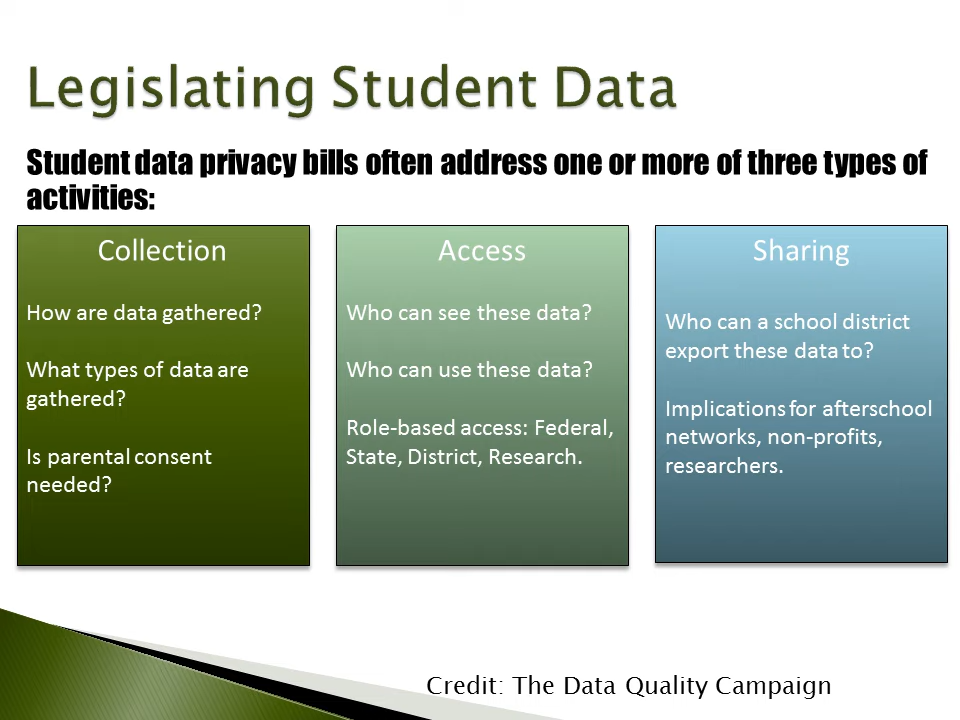 Legislating Student Data
Student data privacy bills often address one or more of three types of
activities:
Collection
How are data gathered?
What types of data are
gathered?
Is parental consent
needed?
Access
Who can see these data?
Who can use these data?
Role-based access: Federal,
State, District, Research.
Sharing
Who can a school district
export these data to?
Implications for afterschool
networks, non-profits,
researchers.
Credit: The Data Quality Campaign